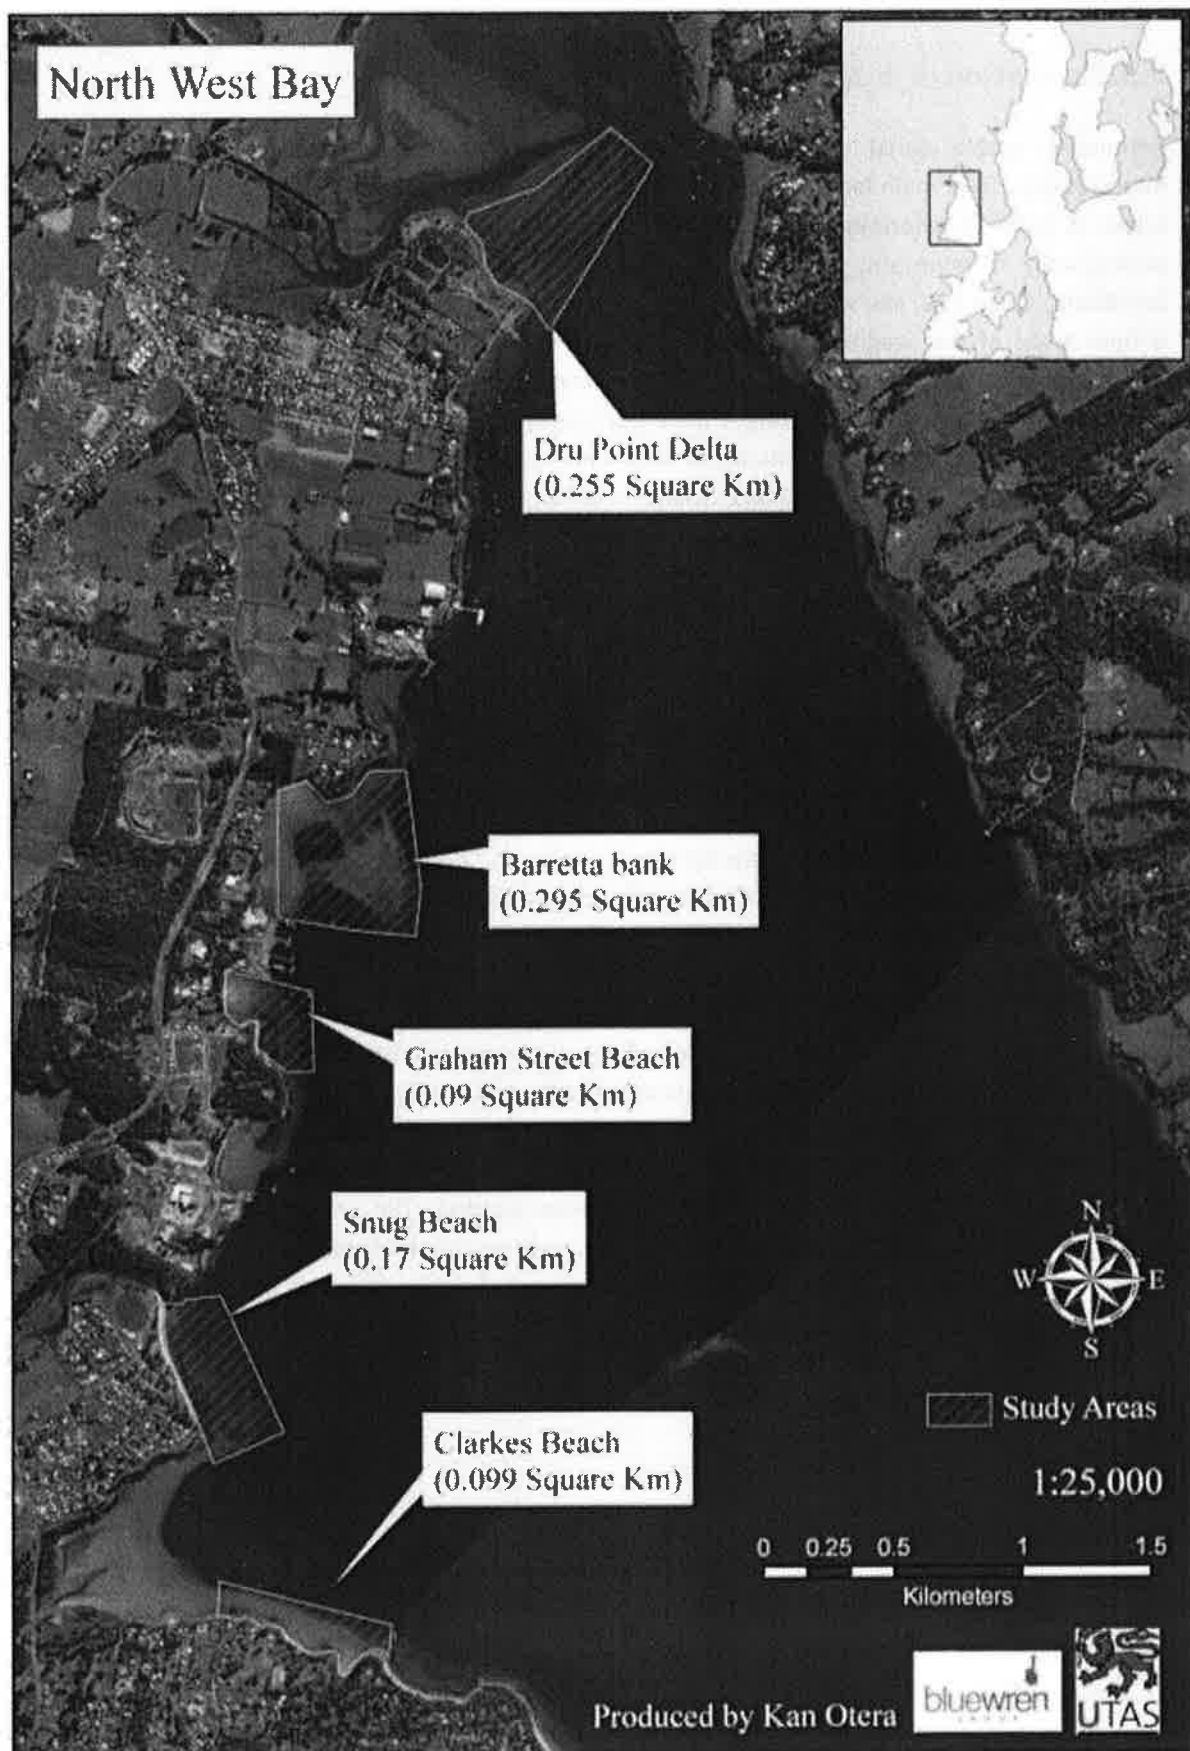 North West Bay
Dru Point Delta
(0.255 Square Km)
Barretta bank
(0.295 Square Km)
Graham Street Beach
(0.09 Square Km)
Snug Beach
(0.17 Square Km)
Clarkes Beach
(0.099 Square Km)
N
W
E
S
Study Areas
1:25,000
0 0.25 0.5 1 1.5
Kilometers
Produced by Kan Otera
bluewren
UTAS